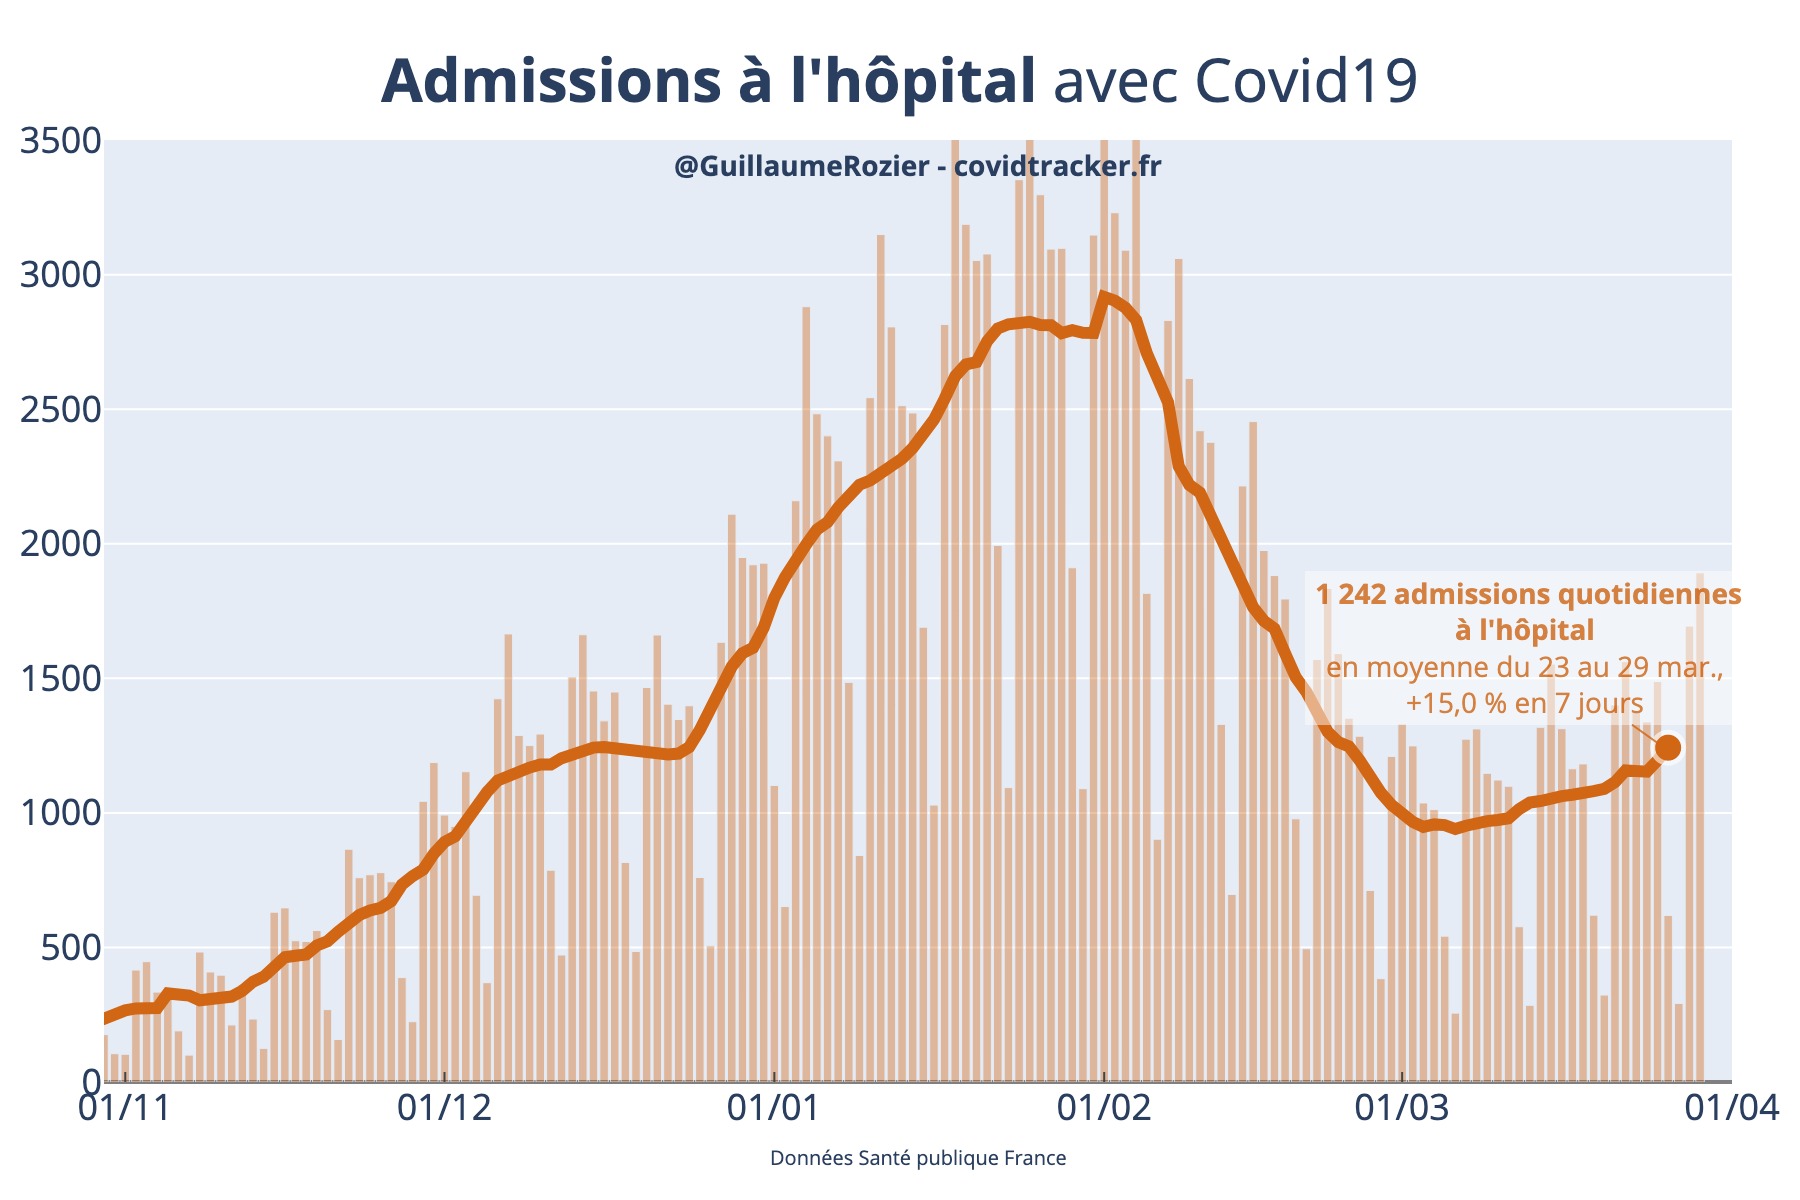 Admissions à l'hôpital avec Covid19
@GuillaumeRozier - covidtracker.fr
3500
3000
2500
2000
1500
1000
500
0
1 242 admissions quotidiennes
à l'hôpital
en moyenne du 23 au 29 mar.,
+15,0 % en 7 jours
01/11 01/12 01/01 01/02 01/03 01/04
Données Santé publique France